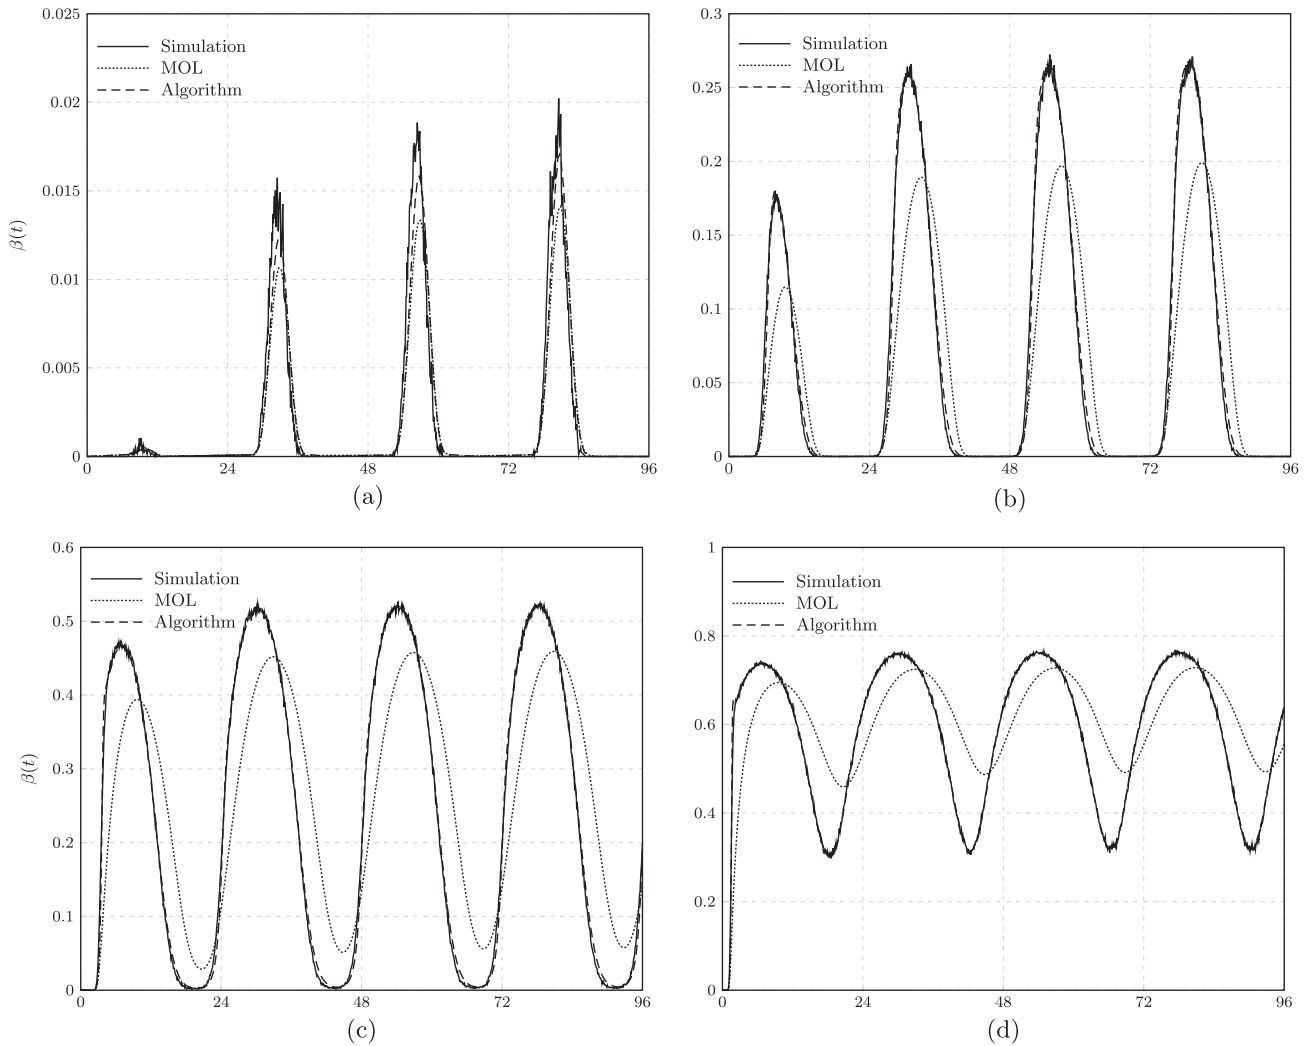 0.025
Simulation
MOL
Algorithm
0.02
0.015
β(t)
0.01
0.005
0
0 24 48 72 96
(a)
0.3
Simulation
MOL
Algorithm
0.25
0.2
0.15
0.1
0.05
0
0 24 48 72 96
(b)
0.6
Simulation
MOL
Algorithm
0.5
0.4
β(t)
0.3
0.2
0.1
0
0 24 48 72 96
(c)
1
Simulation
MOL
Algorithm
0.8
0.6
0.4
0.2
0
0 24 48 72 96
(d)